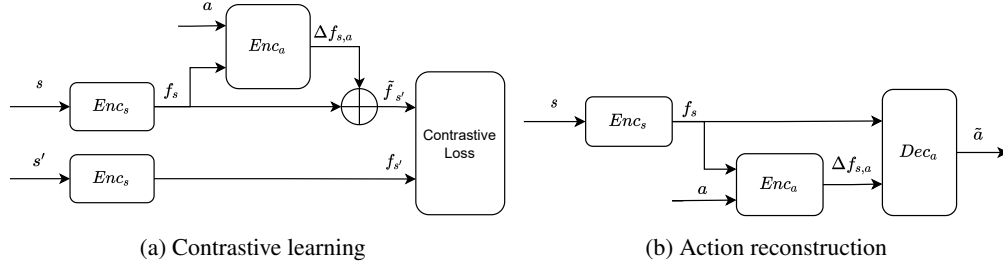 a
Enc_a
Δf_{s,a}
s
Enc_s
f_s
f̃_{s'}
s'
Enc_s
f_{s'}
Contrastive
Loss
(a) Contrastive learning
s
Enc_s
f_s
a
Enc_a
Δf_{s,a}
Dec_a
ã
(b) Action reconstruction